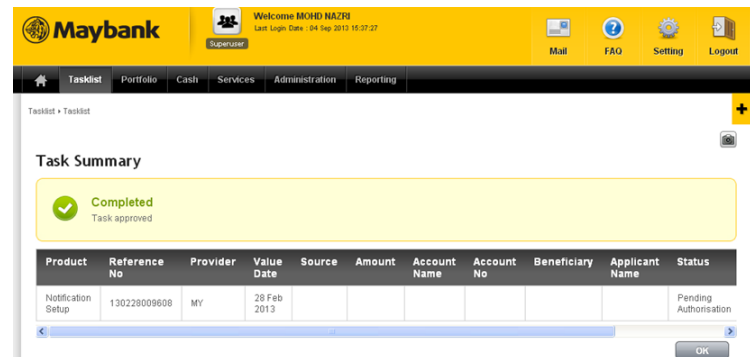 Maybank
Superuser
Welcome MOHD NAZRI
Last Login Date : 04 Sep 2013 15:37:27
Mail FAQ Setting Logout
Tasklist Portfolio Cash Services Administration Reporting
Tasklist › Tasklist
Task Summary
Completed
Task approved
Product Reference Provider Value Source Amount Account Account Beneficiary Applicant Status
No Date Name No Name
Notification 130228009608 MY 28 Feb Pending
Setup 2013 Authorisation
OK